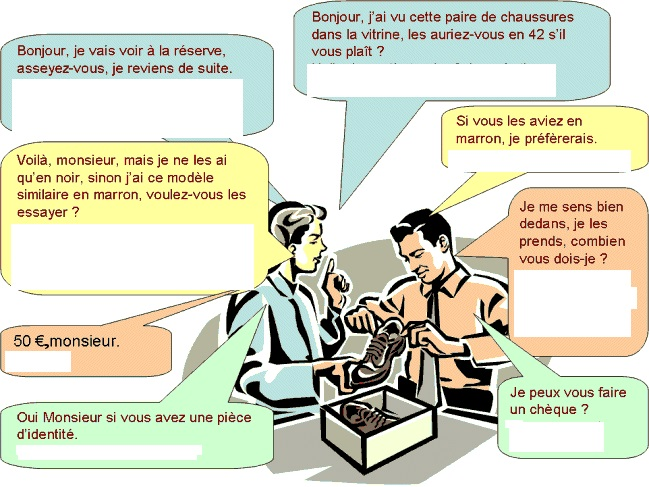 Bonjour, j’ai vu cette paire de chaussures
dans la vitrine, les auriez-vous en 42 s’il
vous plaît ?
Bonjour, je vais voir à la réserve,
asseyez-vous, je reviens de suite.
Si vous les aviez en
marron, je préfèrerais.
Voilà, monsieur, mais je ne les ai
qu’en noir, sinon j’ai ce modèle
similaire en marron, voulez-vous les
essayer ?
Je me sens bien
dedans, je les
prends, combien
vous dois-je ?
50 €,monsieur.
Je peux vous faire
un chèque ?
Oui Monsieur si vous avez une pièce
d’identité.